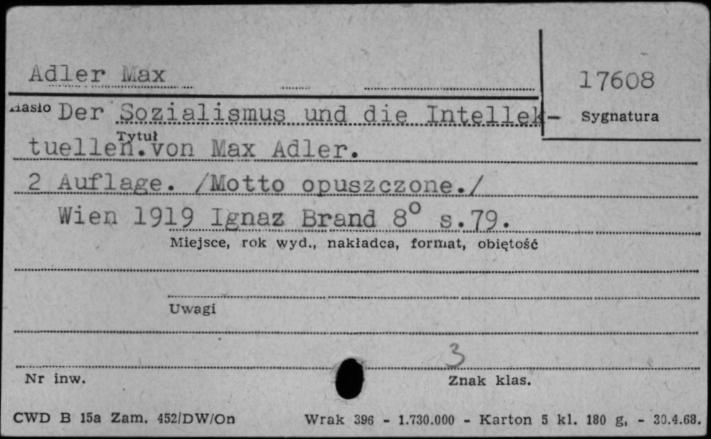 Adler Max
17608
Hasło Der Sozialismus und die Intellek-
Sygnatura
Tytuł
tuellen.von Max Adler.
2 Auflage. /Motto opuszczone./
Wien 1919 Ignaz Brand 8° s.79.
Miejsce, rok wyd., nakładca, format, obiętość
Uwagi
3
Nr inw.
Znak klas.
CWD B 15a Zam. 452/DW/On Wrak 396 - 1.730.000 - Karton 5 kl. 180 g, - 30.4.68.